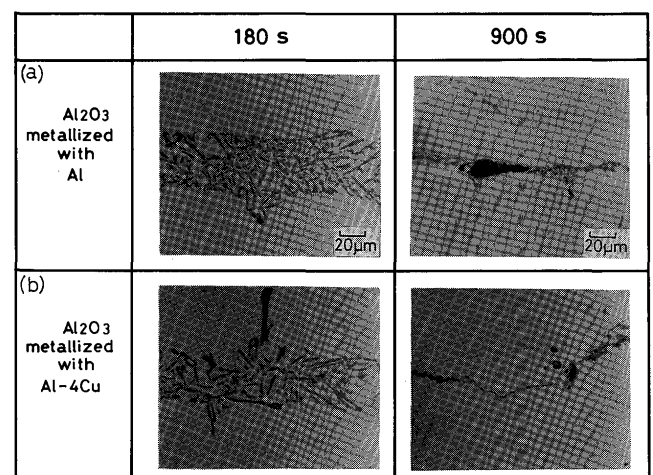 180 s
900 s
(a)
Al2O3
metallized
with
Al
20μm
20μm
(b)
Al2O3
metallized
with
Al-4Cu